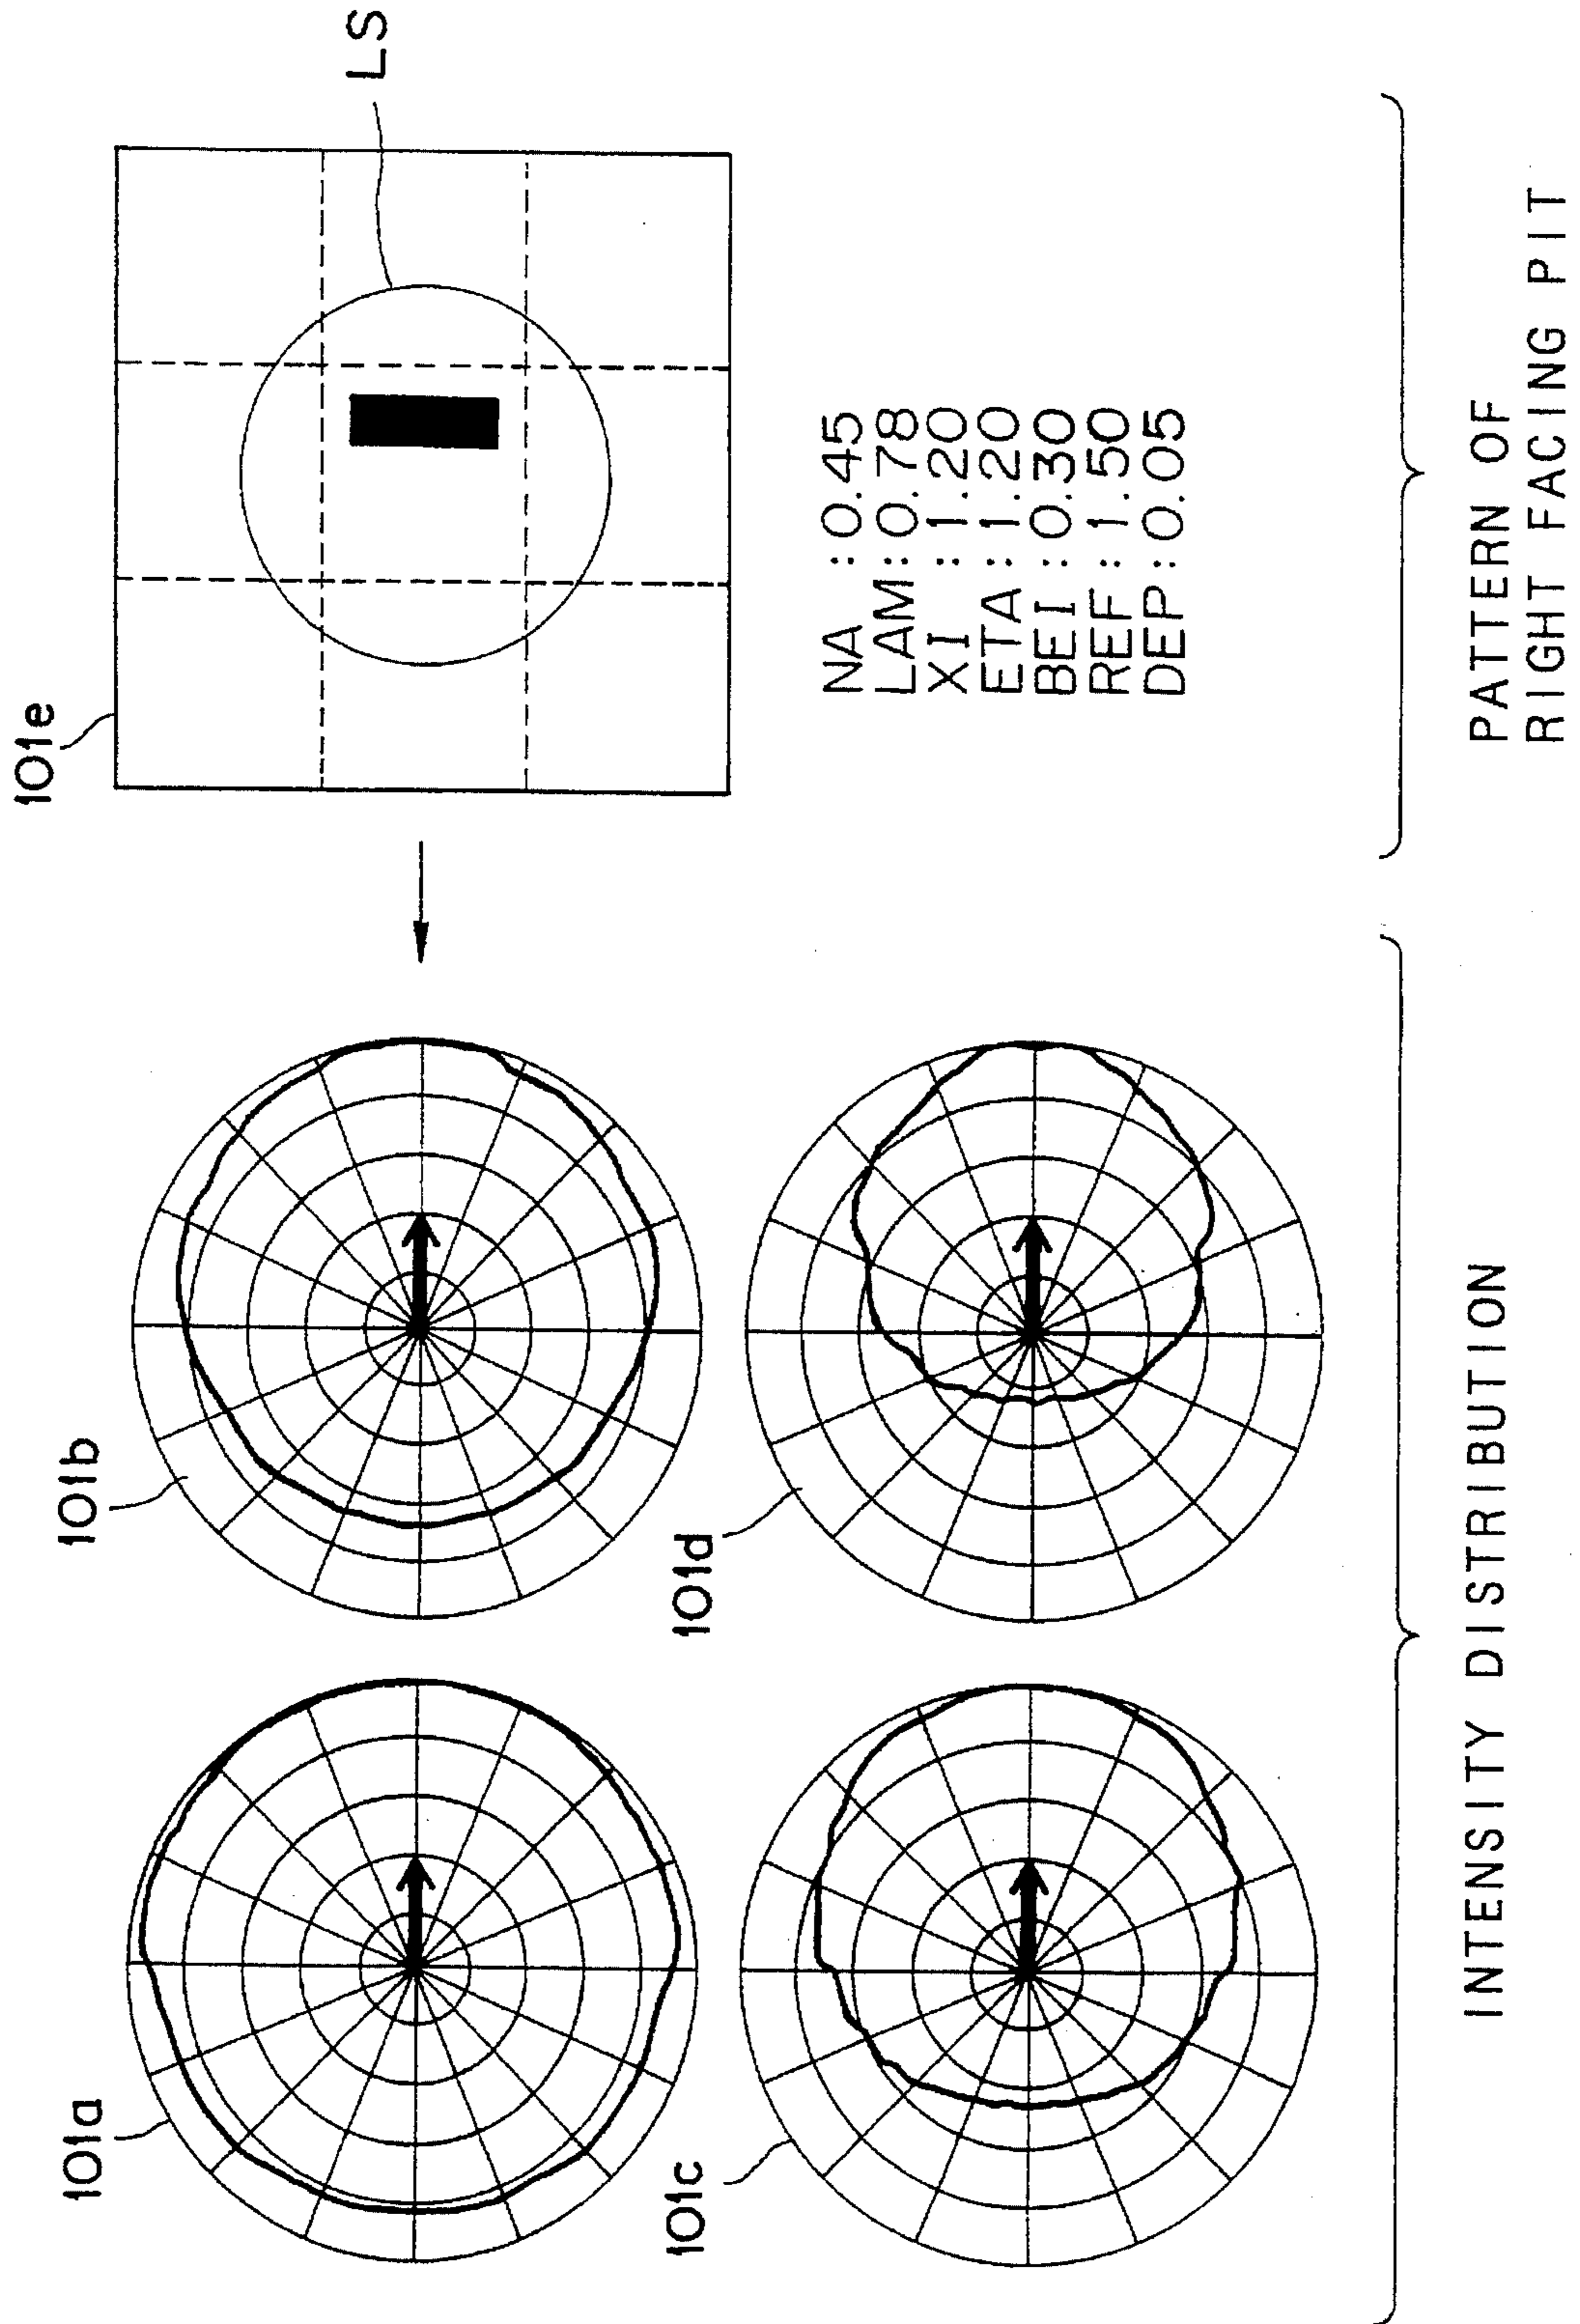 101a
101b
101c
101d
INTENSITY DISTRIBUTION
101e
LS
NA : 0.45
LAM : 0.78
XI : 1.20
ETA : 1.20
BEI : 0.30
REF : 1.50
DEP : 0.05
PATTERN OF
RIGHT FACING PIT